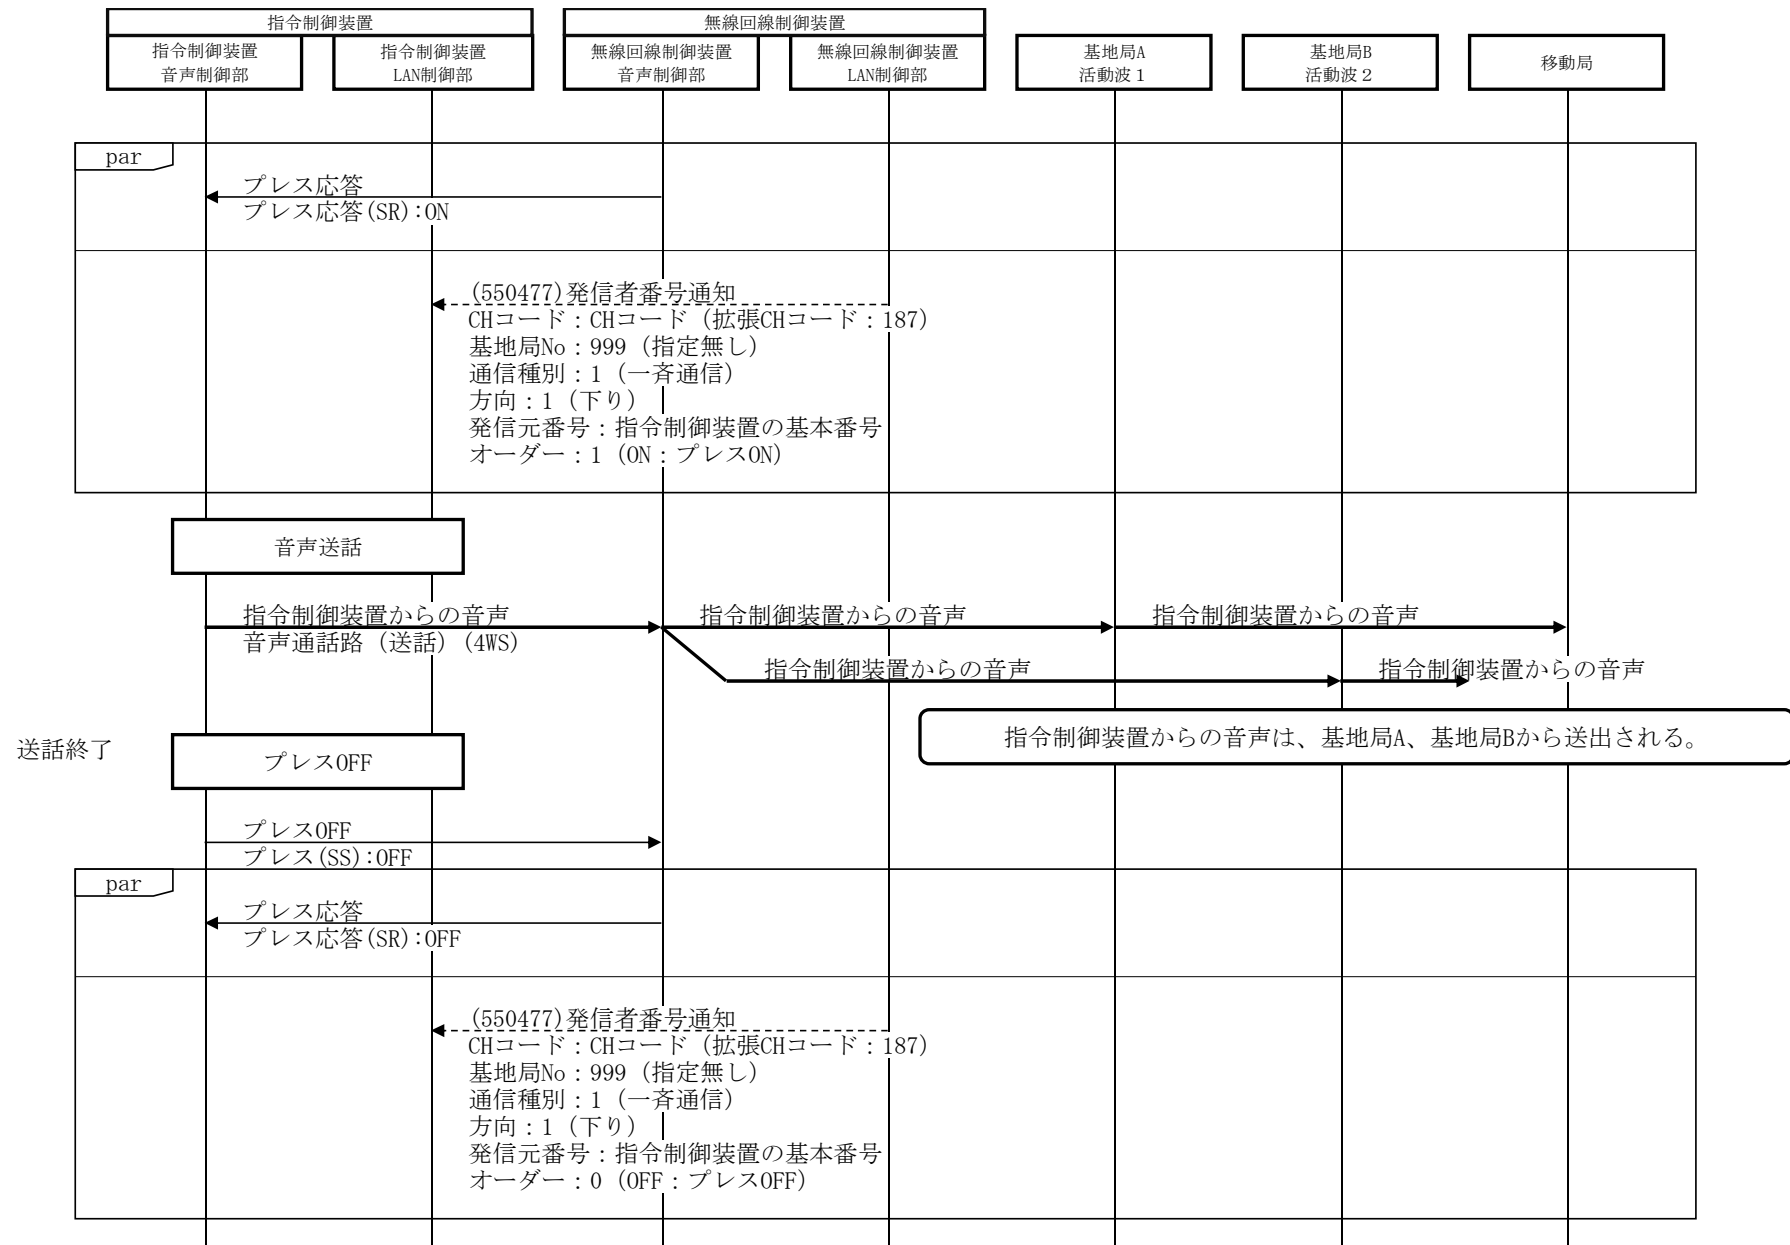 指令制御装置
無線回線制御装置
指令制御装置
音声制御部
指令制御装置
LAN制御部
無線回線制御装置
音声制御部
無線回線制御装置
LAN制御部
基地局A
活動波１
基地局B
活動波２
移動局
par
プレス応答
プレス応答(SR):ON
(550477)発信者番号通知
CHコード：CHコード（拡張CHコード：187）
基地局No：999（指定無し）
通信種別：1（一斉通信）
方向：1（下り）
発信元番号：指令制御装置の基本番号
オーダー：1（ON：プレスON）
音声送話
指令制御装置からの音声
音声通話路（送話）(4WS)
指令制御装置からの音声
指令制御装置からの音声
指令制御装置からの音声
指令制御装置からの音声
指令制御装置からの音声は、基地局A、基地局Bから送出される。
送話終了
プレスOFF
プレスOFF
プレス(SS):OFF
par
プレス応答
プレス応答(SR):OFF
(550477)発信者番号通知
CHコード：CHコード（拡張CHコード：187）
基地局No：999（指定無し）
通信種別：1（一斉通信）
方向：1（下り）
発信元番号：指令制御装置の基本番号
オーダー：0（OFF：プレスOFF）